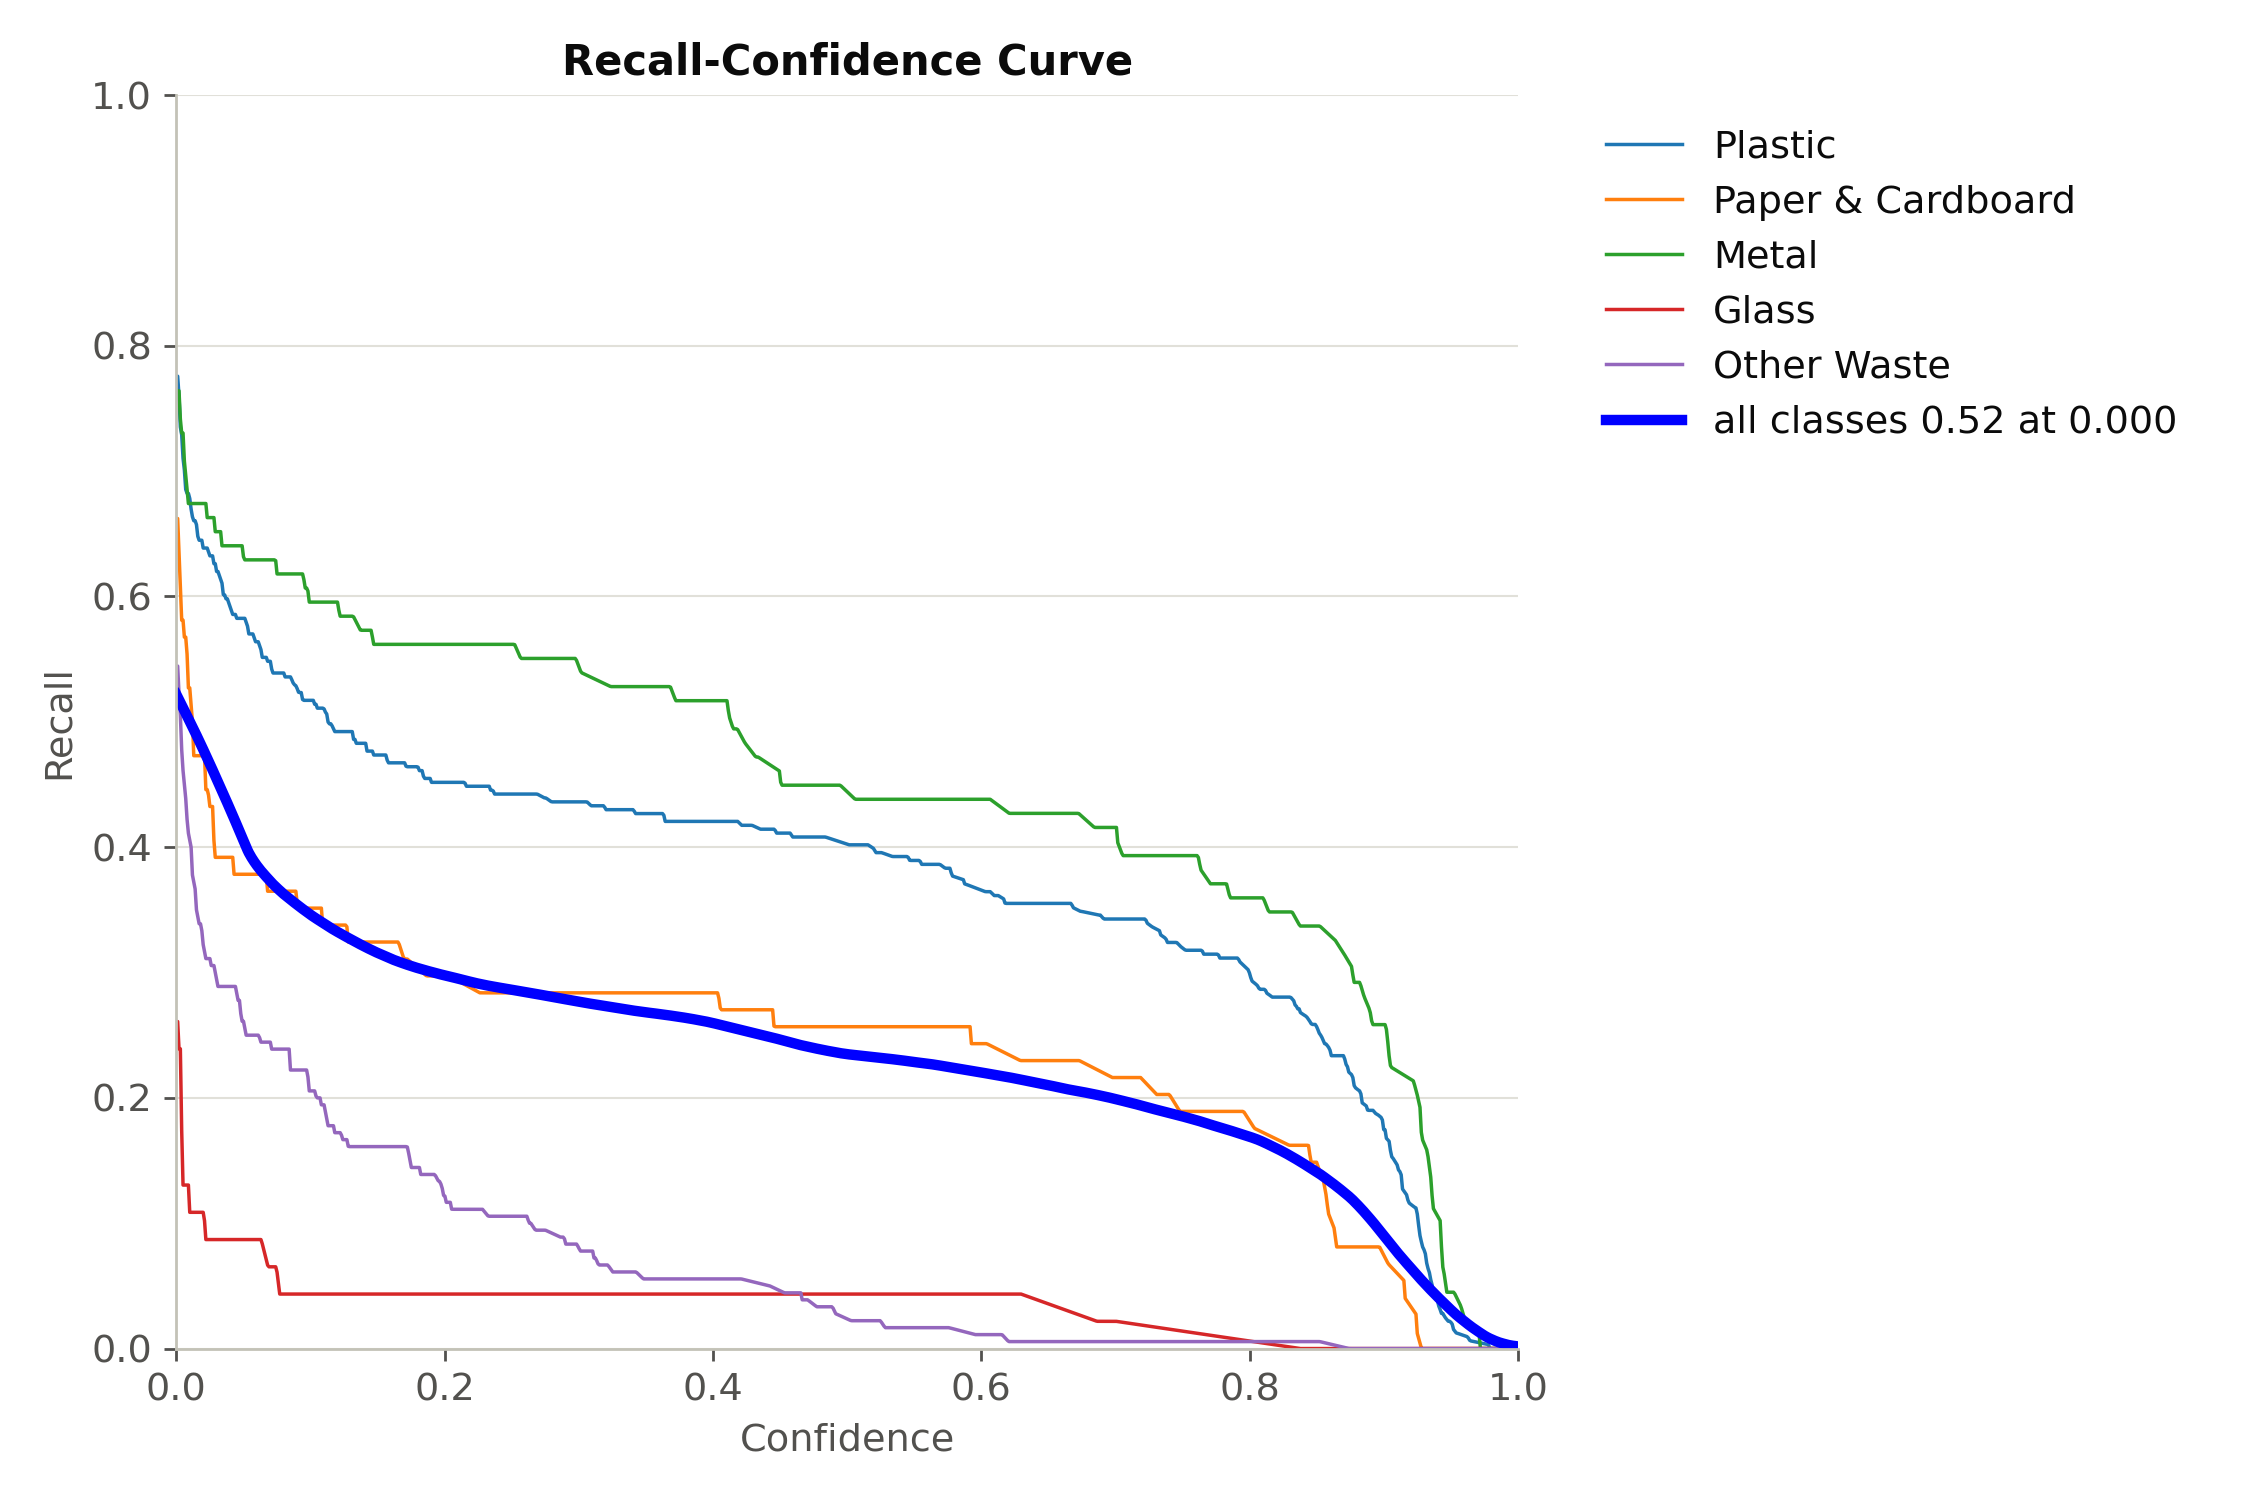 Recall-Confidence Curve
1.0
0.8
0.6
0.4
0.2
0.0
Recall
0.0 0.2 0.4 0.6 0.8 1.0
Confidence
Plastic
Paper & Cardboard
Metal
Glass
Other Waste
all classes 0.52 at 0.000